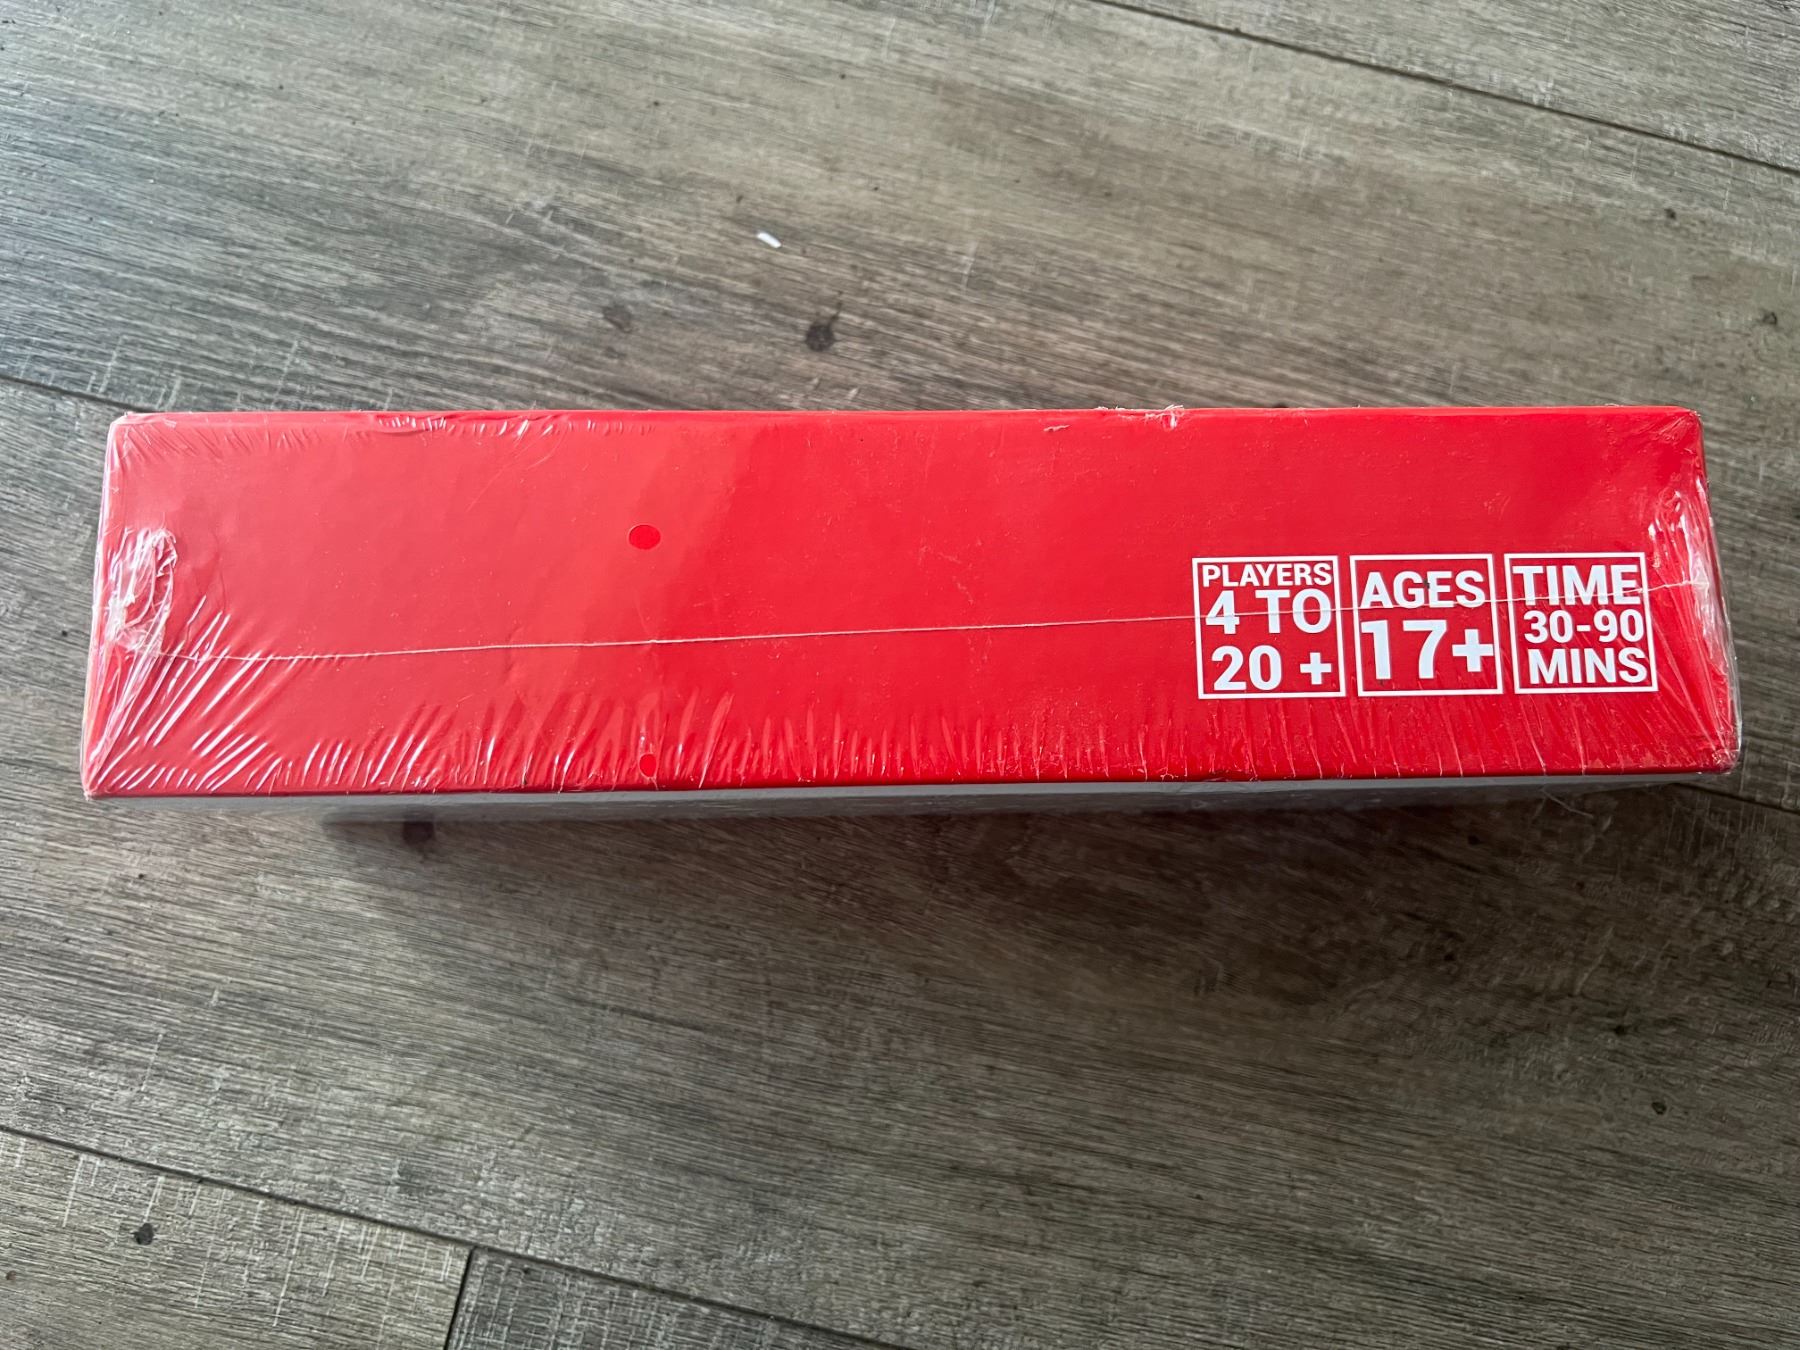 PLAYERS
4 TO
20 +
AGES
17+
TIME
30-90
MINS